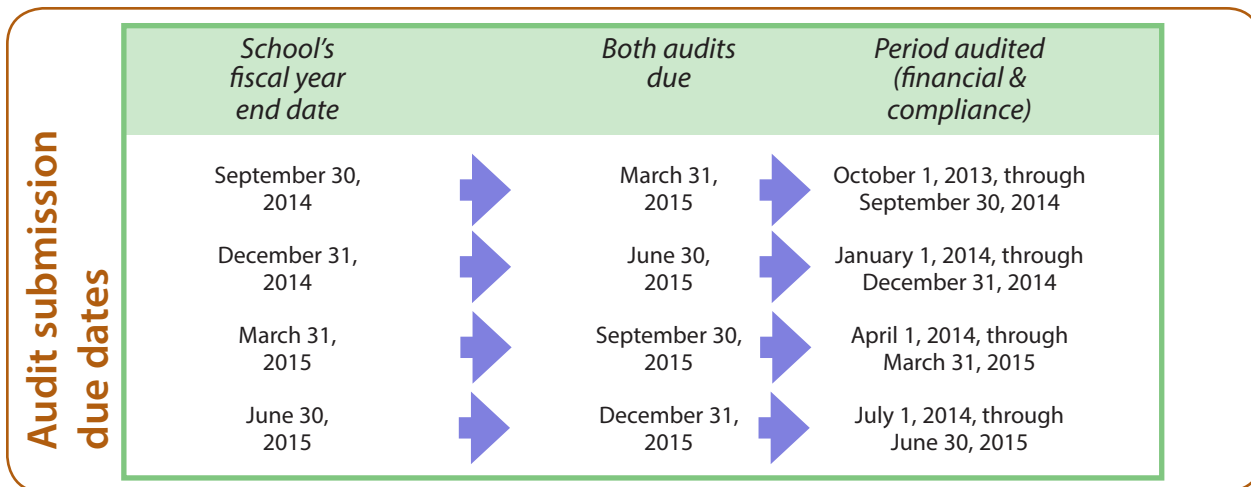 Audit submission
due dates
School's
fiscal year
end date
Both audits
due
Period audited
(financial &
compliance)
September 30,
2014
March 31,
2015
October 1, 2013, through
September 30, 2014
December 31,
2014
June 30,
2015
January 1, 2014, through
December 31, 2014
March 31,
2015
September 30,
2015
April 1, 2014, through
March 31, 2015
June 30,
2015
December 31,
2015
July 1, 2014, through
June 30, 2015